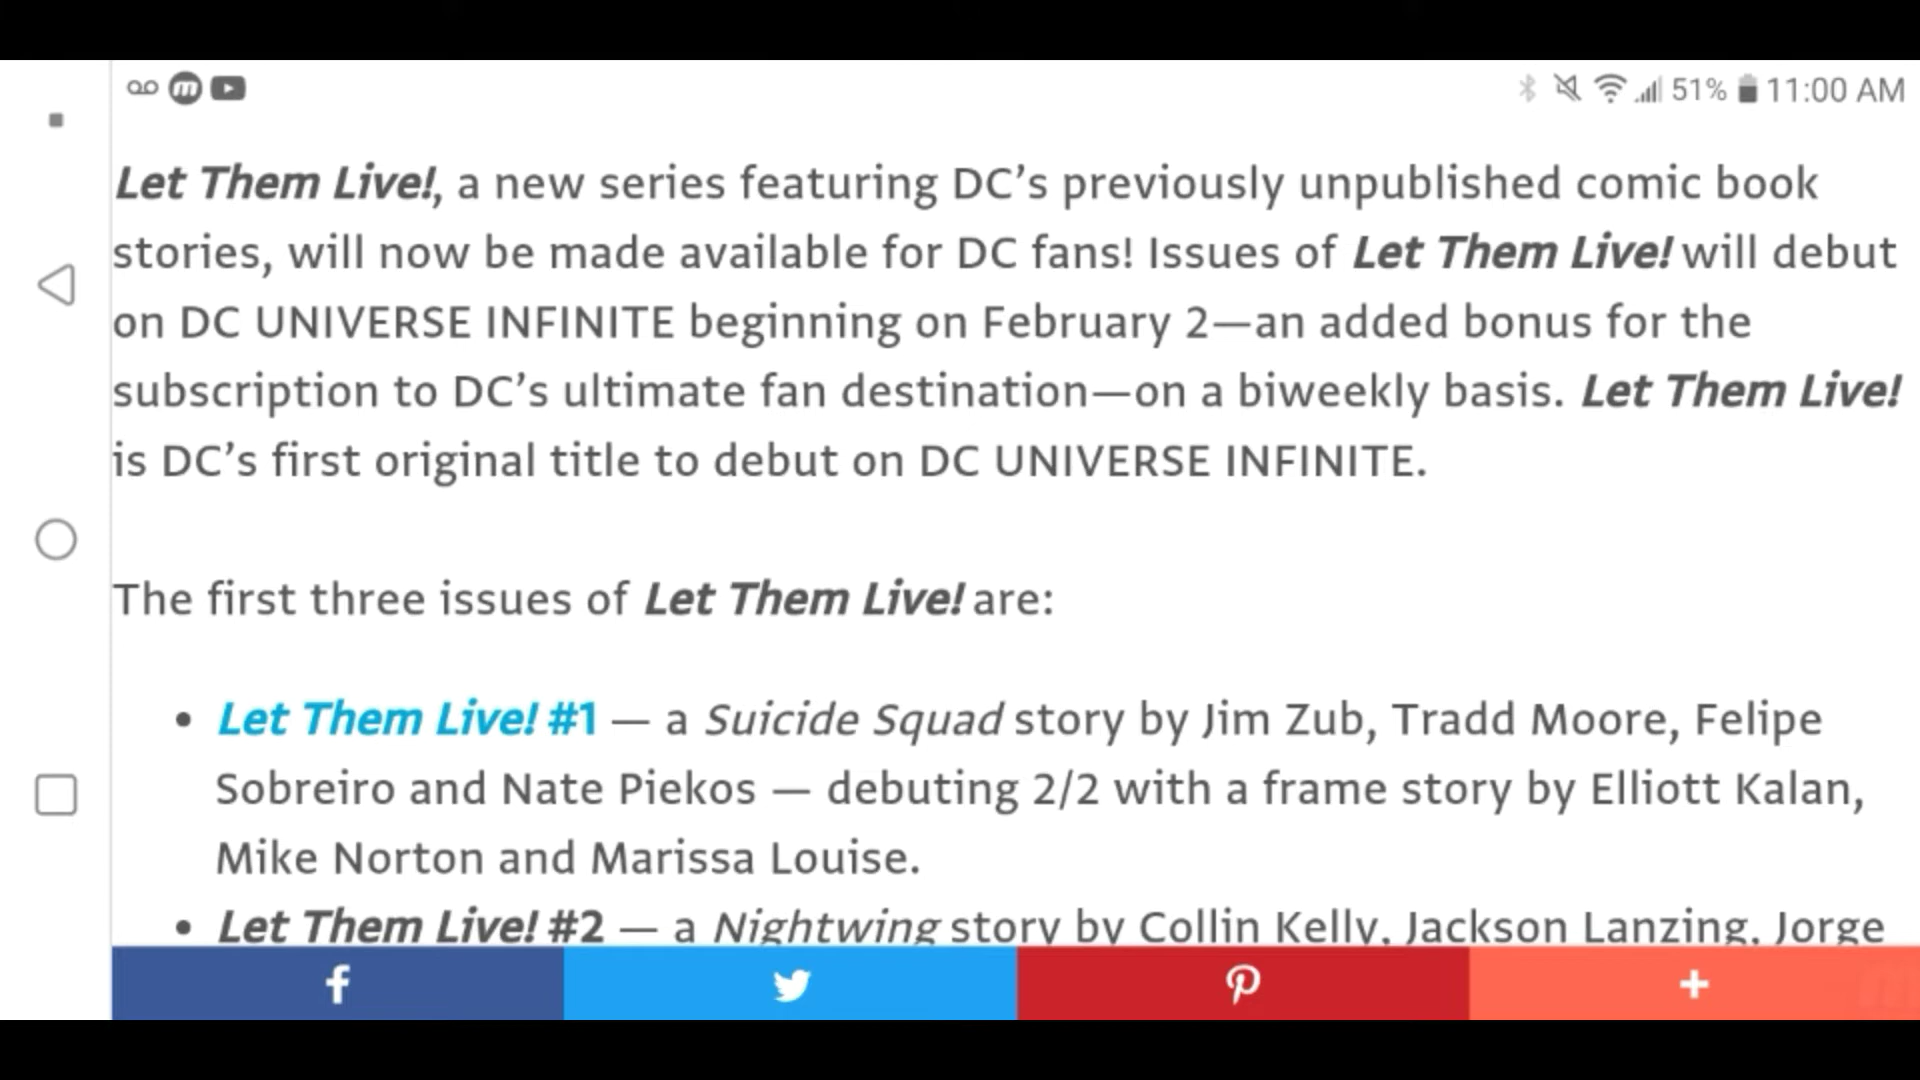 51% 11:00 AM
Let Them Live!, a new series featuring DC’s previously unpublished comic book
stories, will now be made available for DC fans! Issues of Let Them Live! will debut
on DC UNIVERSE INFINITE beginning on February 2—an added bonus for the
subscription to DC’s ultimate fan destination—on a biweekly basis. Let Them Live!
is DC’s first original title to debut on DC UNIVERSE INFINITE.
The first three issues of Let Them Live! are:
• Let Them Live! #1 — a Suicide Squad story by Jim Zub, Tradd Moore, Felipe
Sobreiro and Nate Piekos — debuting 2/2 with a frame story by Elliott Kalan,
Mike Norton and Marissa Louise.
• Let Them Live! #2 — a Nightwing story by Collin Kelly, Jackson Lanzing, Jorge